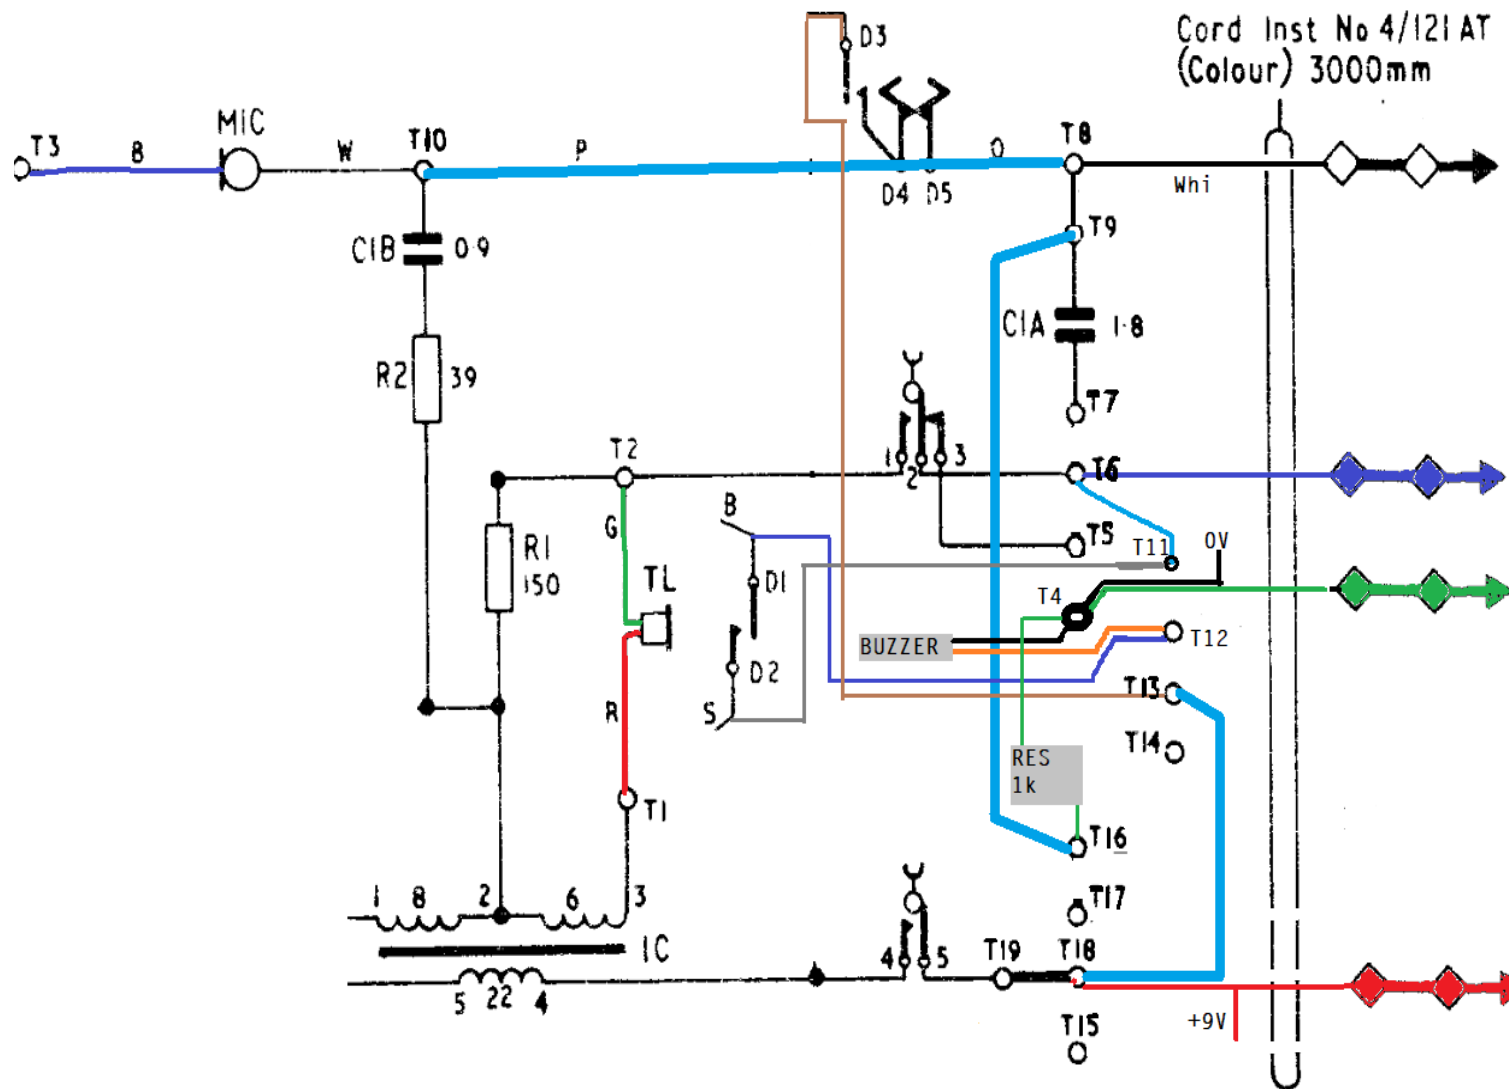 Cord Inst No 4/121 AT
(Colour) 3000mm
D3
MIC
T3
B
W
T10
P
O
T8
D4
D5
Whi
T9
C1B
0·9
C1A
1·8
R2
39
T7
T2
1
2
3
T6
B
G
R1
150
T5
T11
0V
TL
D1
T4
BUZZER
T12
D2
T13
S
R
T14
RES
1k
T1
T16
1
8
2
6
3
T17
1C
4
5
T19
T18
5
22
4
+9V
T15